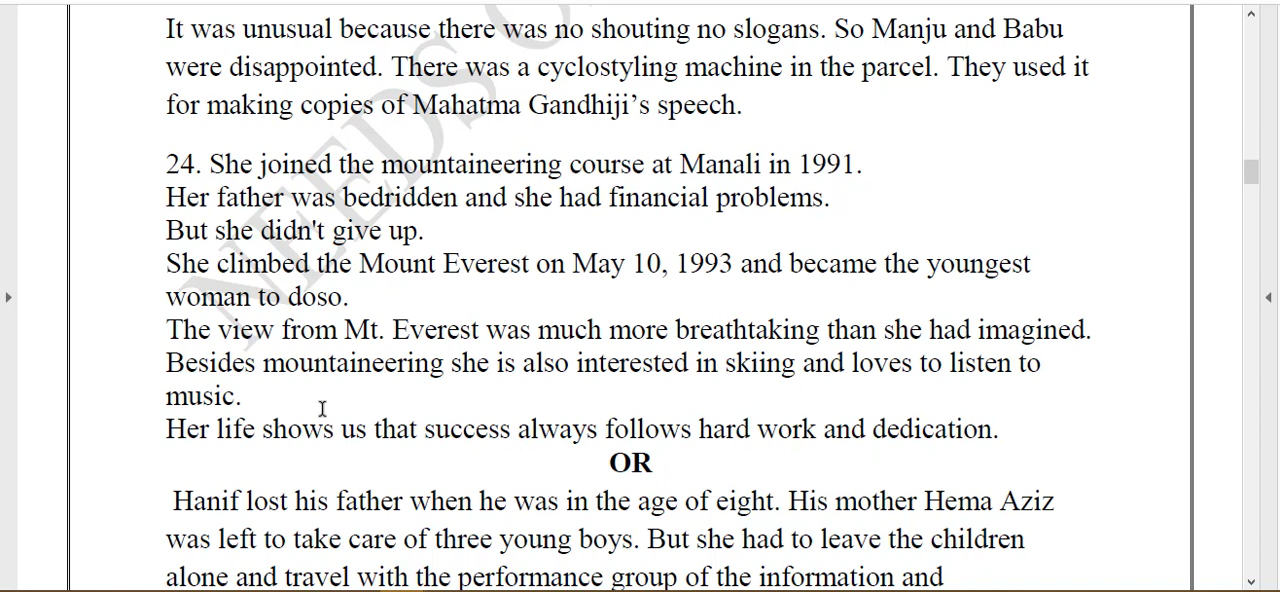 It was unusual because there was no shouting no slogans. So Manju and Babu
were disappointed. There was a cyclostyling machine in the parcel. They used it
for making copies of Mahatma Gandhiji’s speech.
24. She joined the mountaineering course at Manali in 1991.
Her father was bedridden and she had financial problems.
But she didn't give up.
She climbed the Mount Everest on May 10, 1993 and became the youngest
woman to doso.
The view from Mt. Everest was much more breathtaking than she had imagined.
Besides mountaineering she is also interested in skiing and loves to listen to
music.
Her life shows us that success always follows hard work and dedication.
OR
Hanif lost his father when he was in the age of eight. His mother Hema Aziz
was left to take care of three young boys. But she had to leave the children
alone and travel with the performance group of the information and
NEEDS